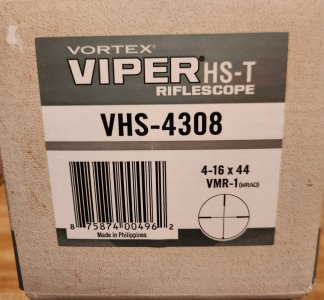 VORTEX®
VIPER® HS-T
RIFLESCOPE
VHS-4308
4-16 x 44
VMR-1 (MRAD)
8 75874 00496 2
Made in Philippines